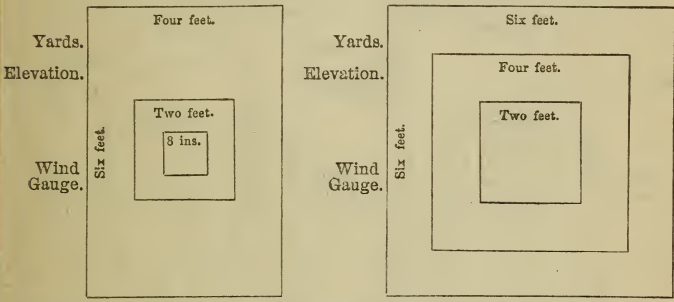 Four feet.
Yards.
Elevation.
Two feet.
8 ins.
Six feet.
Wind
Gauge.
Six feet.
Yards.
Elevation.
Four feet.
Two feet.
Six feet.
Wind
Gauge.